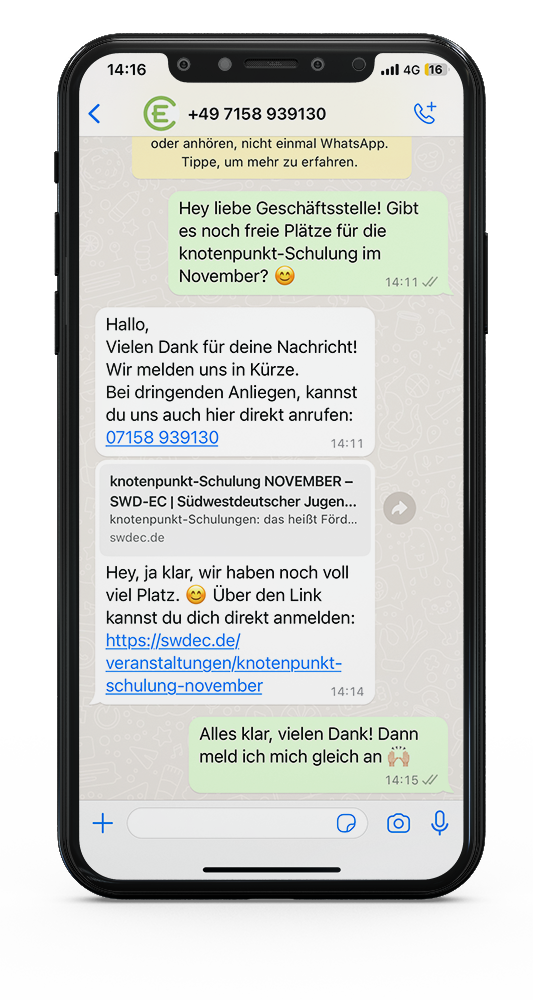 14:16
4G 16
+49 7158 939130
oder anhören, nicht einmal WhatsApp.
Tippe, um mehr zu erfahren.
Hey liebe Geschäftsstelle! Gibt
es noch freie Plätze für die
knotenpunkt-Schulung im
November? 😊
14:11
Hallo,
Vielen Dank für deine Nachricht!
Wir melden uns in Kürze.
Bei dringenden Anliegen, kannst
du uns auch hier direkt anrufen:
07158 939130
14:11
knotenpunkt-Schulung NOVEMBER –
SWD-EC | Südwestdeutscher Jugen...
knotenpunkt-Schulungen: das heißt Förd...
swdec.de
Hey, ja klar, wir haben noch voll
viel Platz. 😊 Über den Link
kannst du dich direkt anmelden:
https://swdec.de/
veranstaltungen/knotenpunkt-
schulung-november
14:14
Alles klar, vielen Dank! Dann
meld ich mich gleich an 🙌🏼
14:15